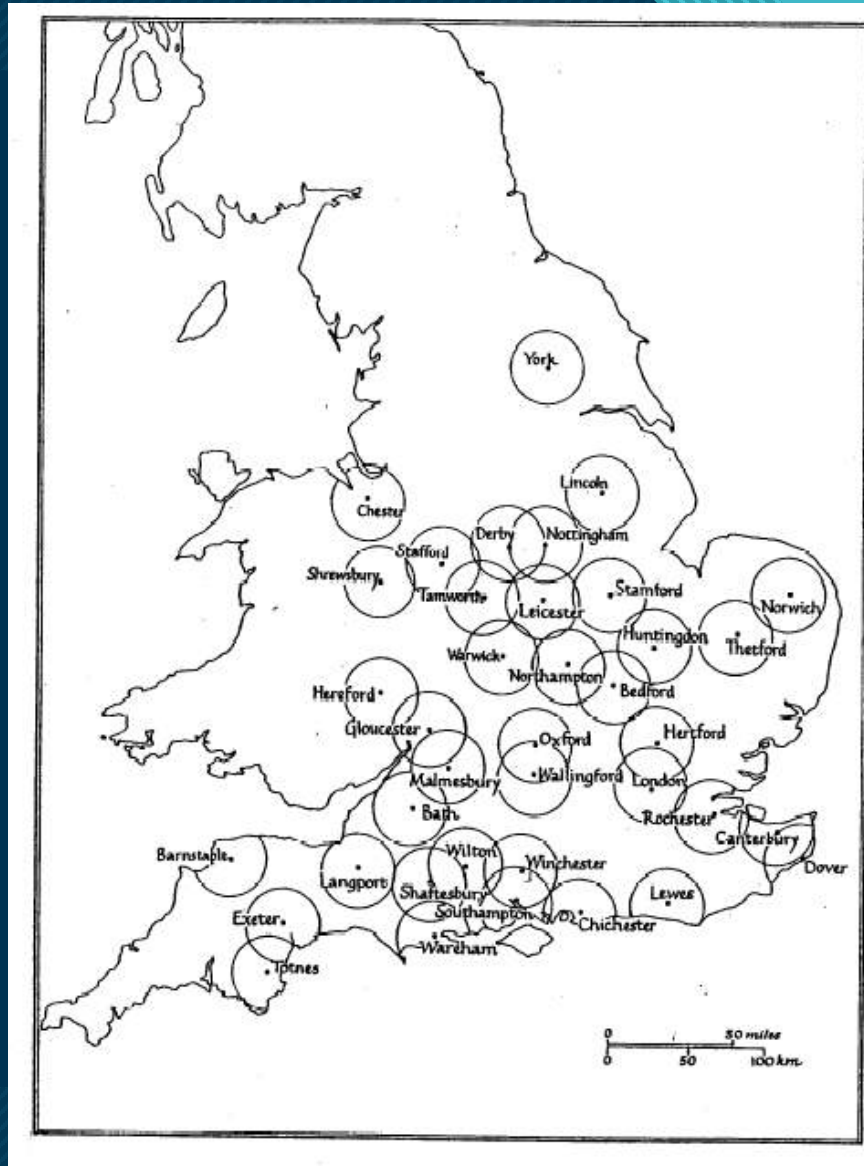 York
Lincoln
Chester
Derby
Nottingham
Stafford
Shrewsbury
Tamworth
Leicester
Stamford
Norwich
Huntingdon
Thetford
Warwick
Northampton
Bedford
Hereford
Gloucester
Oxford
Hertford
Malmesbury
Wallingford
London
Bath
Rochester
Canterbury
Dover
Barnstaple
Wilton
Winchester
Langport
Shaftesbury
Lewes
Southampton
Chichester
Exeter
Wareham
Totnes
0 80 miles
0 50 100 km